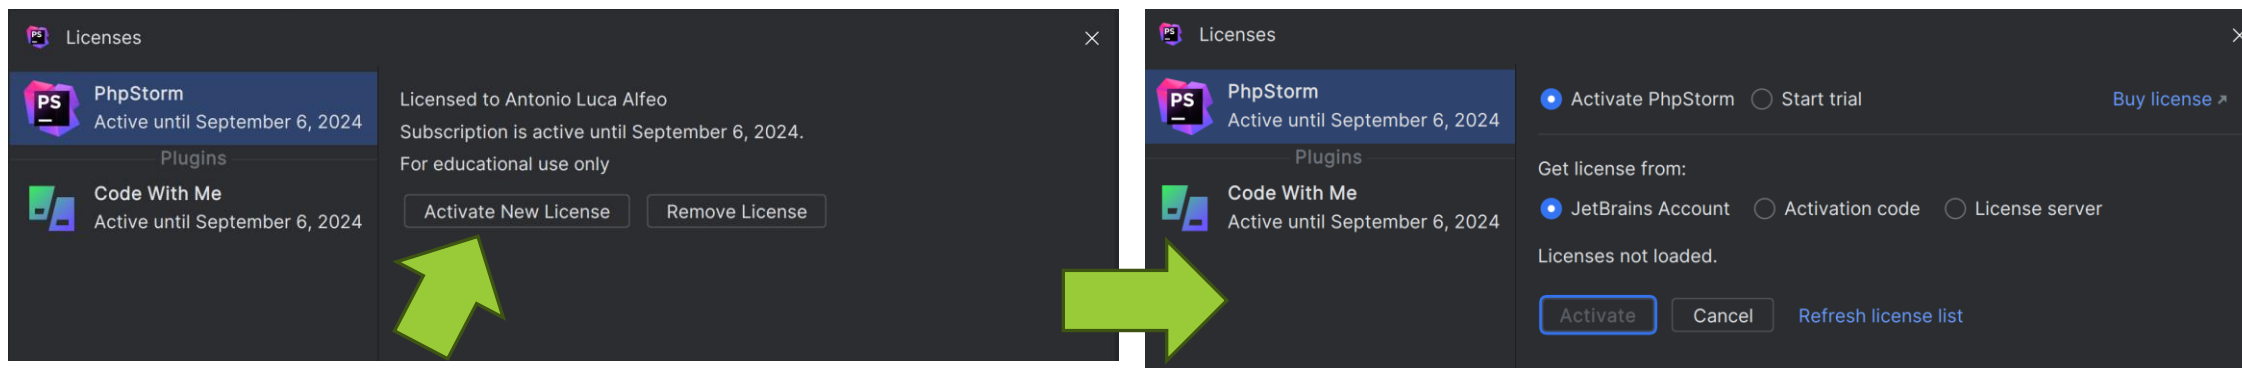 PS Licenses
PS PhpStorm
Active until September 6, 2024
Plugins
Code With Me
Active until September 6, 2024
Licensed to Antonio Luca Alfeo
Subscription is active until September 6, 2024.
For educational use only
Activate New License Remove License
PS Licenses
PS PhpStorm
Active until September 6, 2024
Plugins
Code With Me
Active until September 6, 2024
Activate PhpStorm Start trial Buy license
Get license from:
JetBrains Account Activation code License server
Licenses not loaded.
Activate Cancel Refresh license list